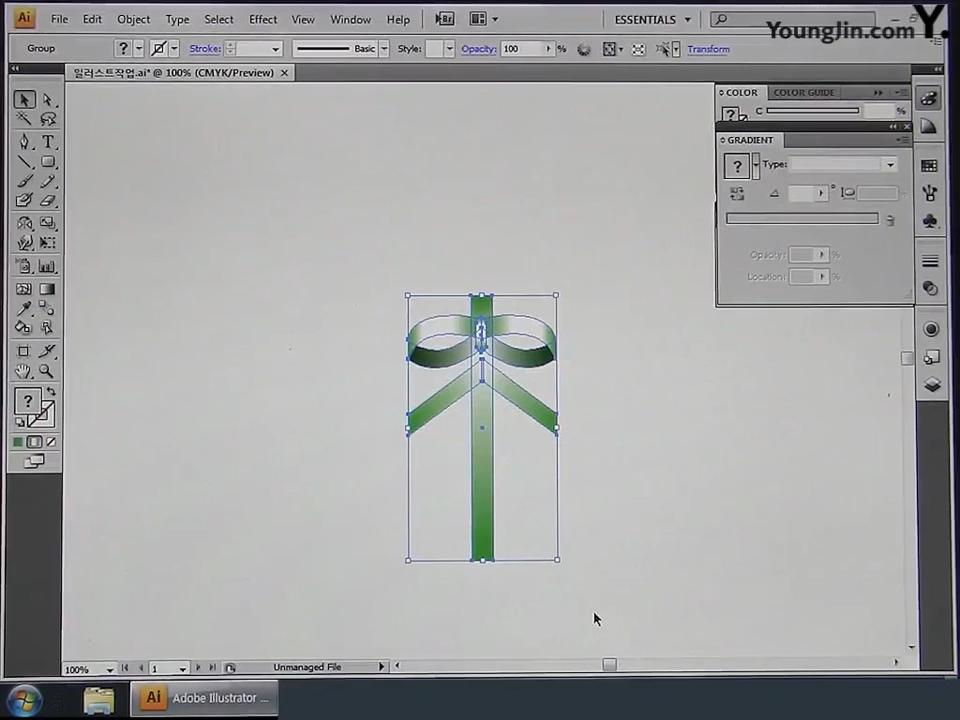 Ai File Edit Object Type Select Effect View Window Help Br ESSENTIALS
YoungJin.com Y.
Group ? Stroke: Basic Style: Opacity: 100 % Transform
일러스트작업.ai* @ 100% (CMYK/Preview)
COLOR COLOR GUIDE
? C %
GRADIENT
? Type:
Opacity: %
Location: %
?
100% 1 Unmanaged File
Ai Adobe Illustrator ...